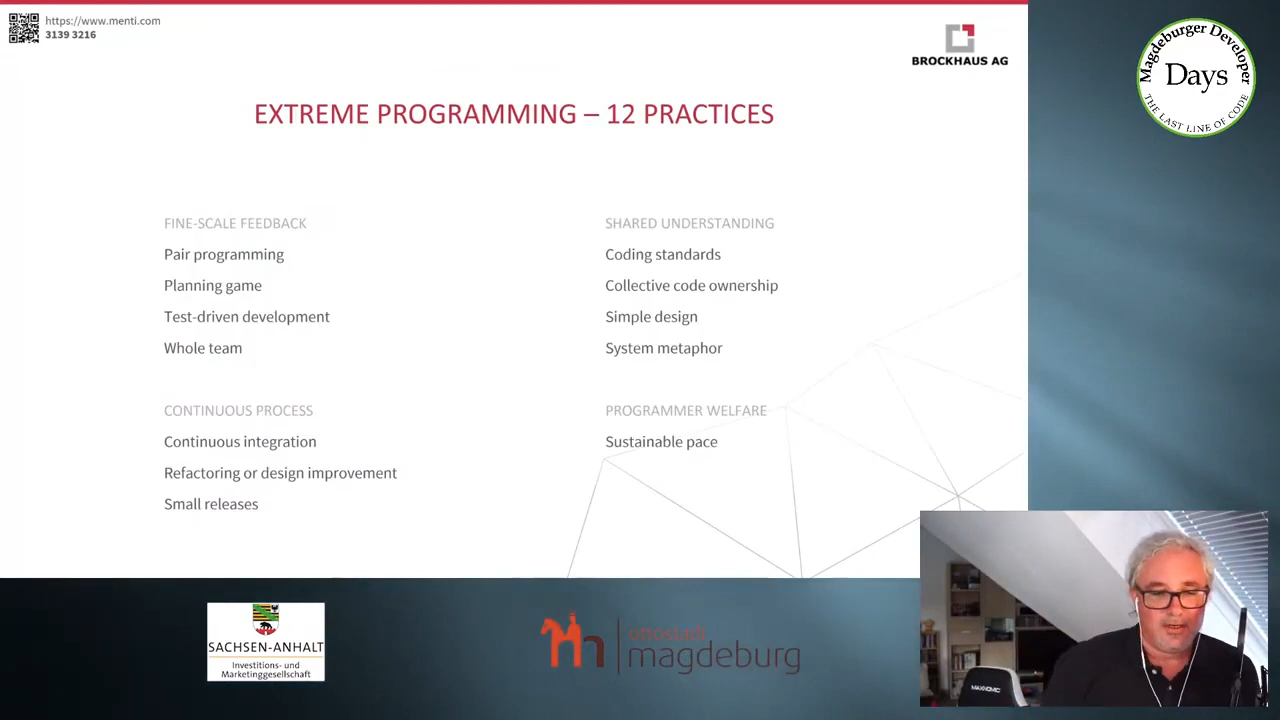 https://www.menti.com
3139 3216
BROCKHAUS AG
Magdeburger Developer
Days
THE LAST LINE OF CODE
EXTREME PROGRAMMING – 12 PRACTICES
FINE-SCALE FEEDBACK
Pair programming
Planning game
Test-driven development
Whole team
CONTINUOUS PROCESS
Continuous integration
Refactoring or design improvement
Small releases
SHARED UNDERSTANDING
Coding standards
Collective code ownership
Simple design
System metaphor
PROGRAMMER WELFARE
Sustainable pace
SACHSEN-ANHALT
Investitions- und
Marketinggesellschaft
ottostadt
magdeburg
MAXNOMIC